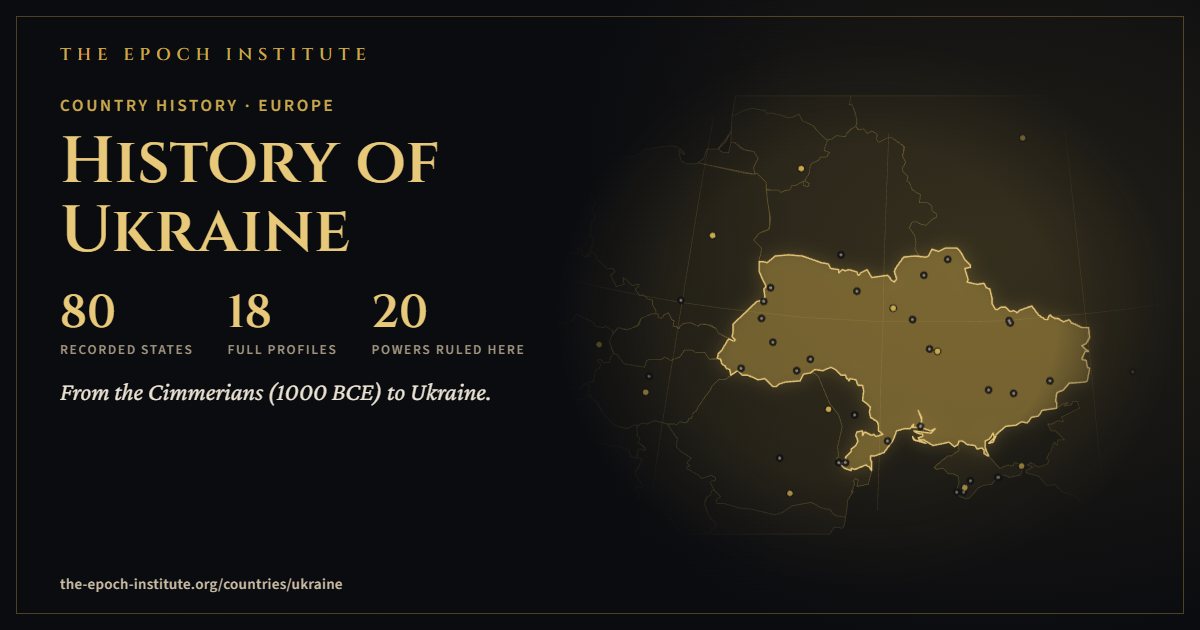 THE EPOCH INSTITUTE
COUNTRY HISTORY · EUROPE
HISTORY OF
UKRAINE
80 18 20
RECORDED STATES FULL PROFILES POWERS RULED HERE
From the Cimmerians (1000 BCE) to Ukraine.
the-epoch-institute.org/countries/ukraine